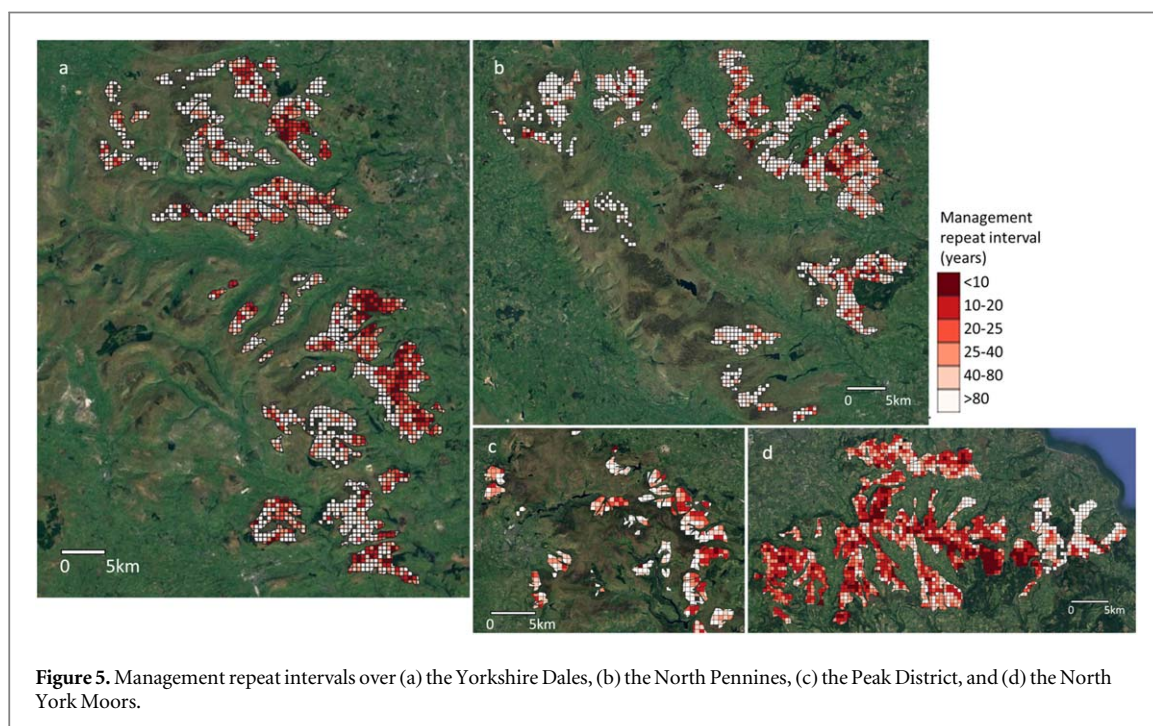 a
b
Management
repeat interval
(years)
<10
10-20
20-25
25-40
40-80
>80
0 5km
0 5km
c
d
0 5km
0 5km
Figure 5. Management repeat intervals over (a) the Yorkshire Dales, (b) the North Pennines, (c) the Peak District, and (d) the North
York Moors.